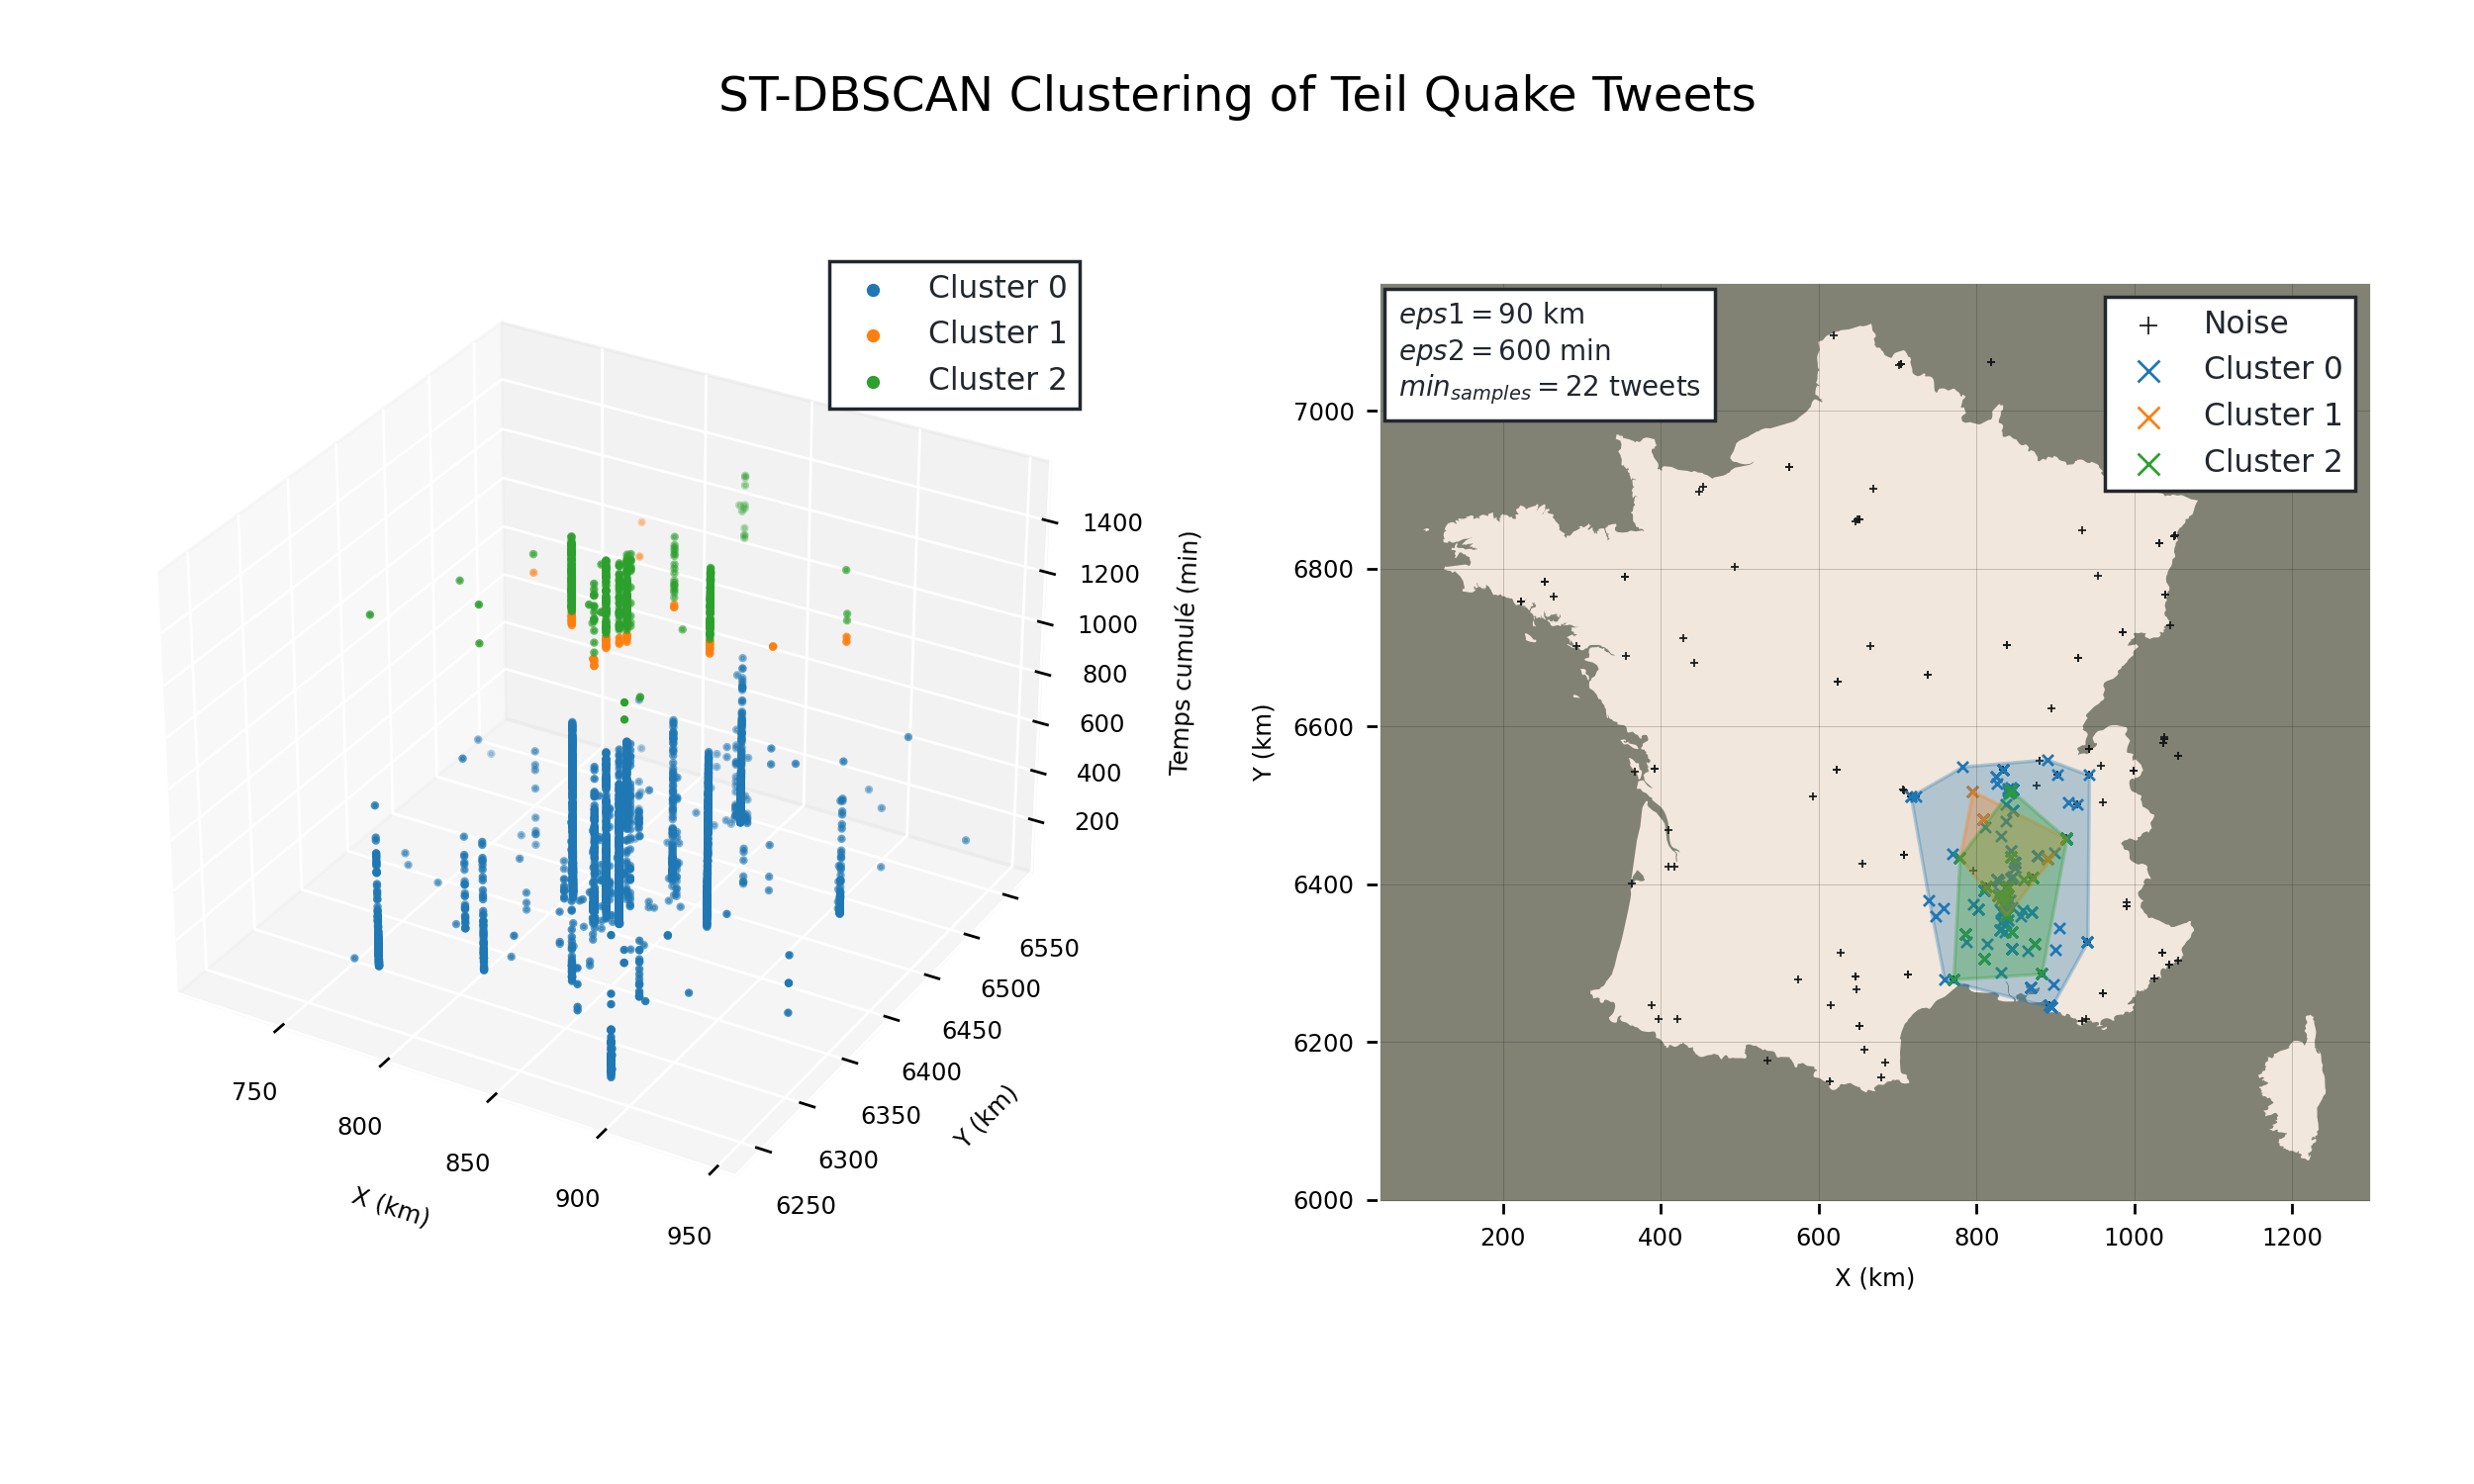 ST-DBSCAN Clustering of Teil Quake Tweets
Cluster 0
Cluster 1
Cluster 2
1400
1200
1000
800
600
400
200
Temps cumulé (min)
6550
6500
6450
6400
6350
6300
6250
Y (km)
750
800
850
900
950
X (km)
eps1 = 90 km
eps2 = 600 min
min_samples = 22 tweets
Noise
Cluster 0
Cluster 1
Cluster 2
7000
6800
6600
6400
6200
6000
Y (km)
200
400
600
800
1000
1200
X (km)